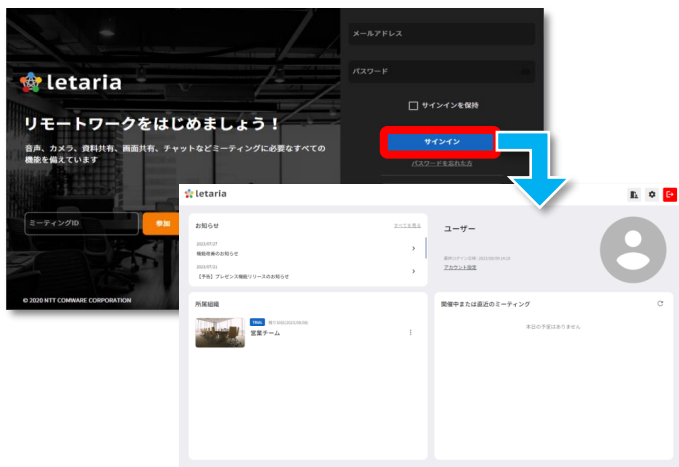 メールアドレス
letaria
パスワード
サインインを保持
リモートワークをはじめましょう！
サインイン
音声、カメラ、資料共有、画面共有、チャットなどミーティングに必要なすべての
機能を備えています
パスワードを忘れた方
ミーティングID
参加
© 2020 NTT COMWARE CORPORATION
letaria
お知らせ
すべてを見る
2023/07/27
機能改善のお知らせ
2023/07/21
【予告】プレゼンス機能リリースのお知らせ
ユーザー
アカウント設定
所属組織
TRIAL
営業チーム
開催中または直近のミーティング
本日の予定はありません